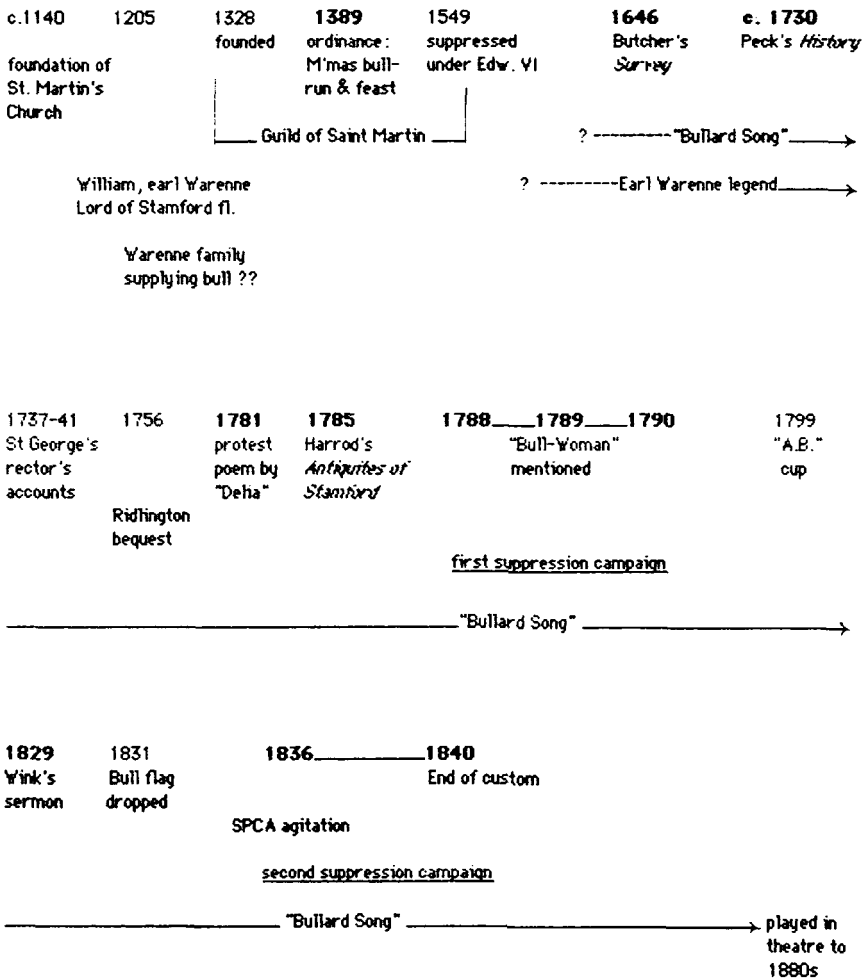 c.1140 1205 1328 1389 1549 1646 c. 1730
founded ordinance: suppressed Butcher's Peck's History
foundation of M'mas bull- under Edw. VI Survey
St. Martin's run & feast
Church
Guild of Saint Martin ? ---------- "Bullard Song"
William, earl Warenne ? --------- Earl Warenne legend
Lord of Stamford fl.
Warenne family
supplying bull ??
1737-41 1756 1781 1785 1788 1789 1790 1799
St George's protest Harrod's "Bull-Woman" "A.B."
rector's poem by Antiquites of mentioned cup
accounts "Delia" Stamford
Ridlington
bequest
first suppression campaign
"Bullard Song"
1829 1831 1836 1840
Wink's Bull flag End of custom
sermon dropped
SPCA agitation
second suppression campaign
"Bullard Song" played in
theatre to
1880s